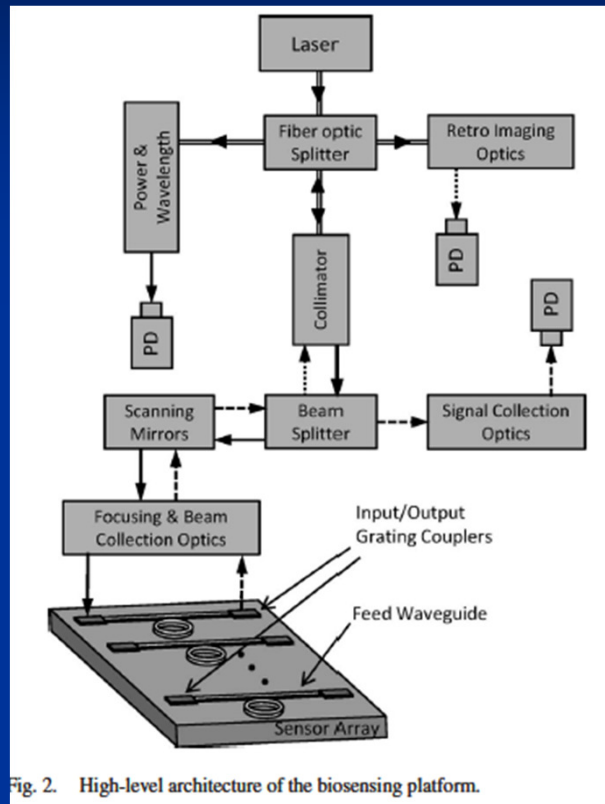 Laser
Fiber optic
Splitter
Power &
Wavelength
Retro Imaging
Optics
PD
Collimator
PD
PD
Scanning
Mirrors
Beam
Splitter
Signal Collection
Optics
Focusing & Beam
Collection Optics
Input/Output
Grating Couplers
Feed Waveguide
Sensor Array
Fig. 2. High-level architecture of the biosensing platform.